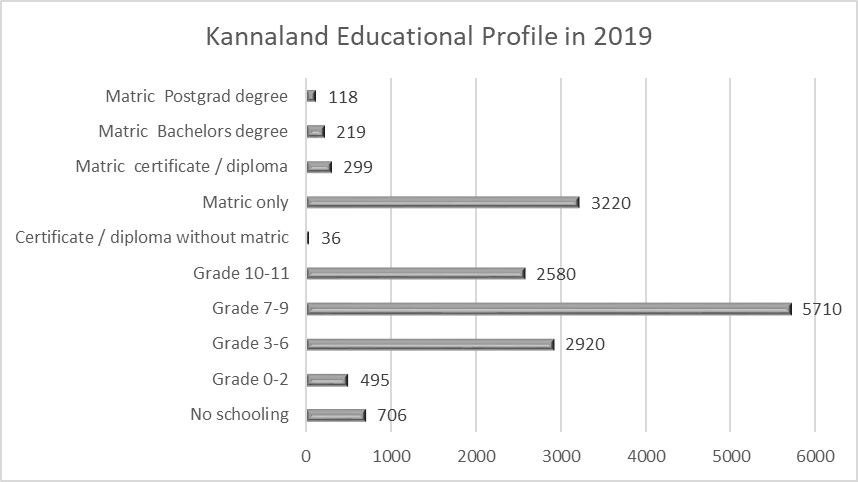 Kannaland Educational Profile in 2019
Matric Postgrad degree 118
Matric Bachelors degree 219
Matric certificate / diploma 299
Matric only 3220
Certificate / diploma without matric 36
Grade 10-11 2580
Grade 7-9 5710
Grade 3-6 2920
Grade 0-2 495
No schooling 706
0 1000 2000 3000 4000 5000 6000